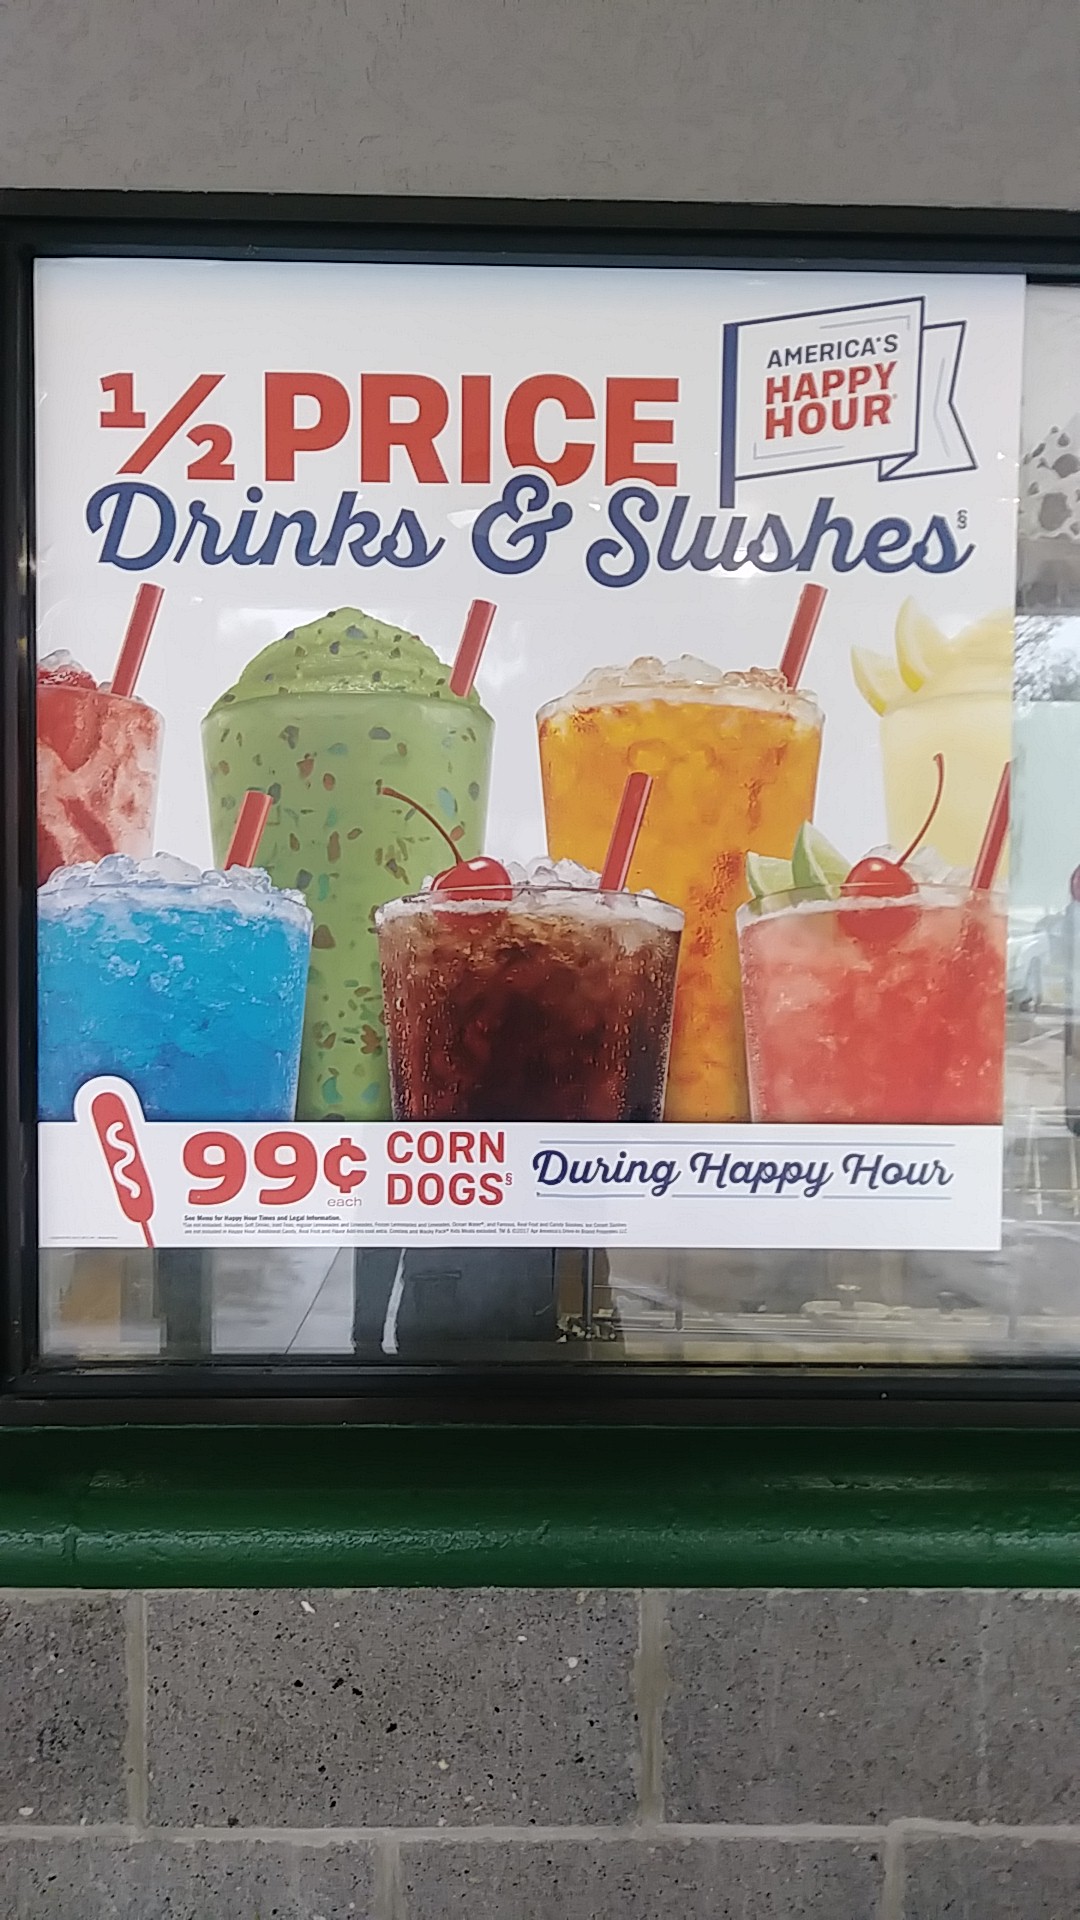 AMERICA'S
HAPPY
HOUR
½ PRICE
Drinks & Slushes§
99¢
each
CORN
DOGS§
During Happy Hour
See Menu for Happy Hour Times and Legal Information.